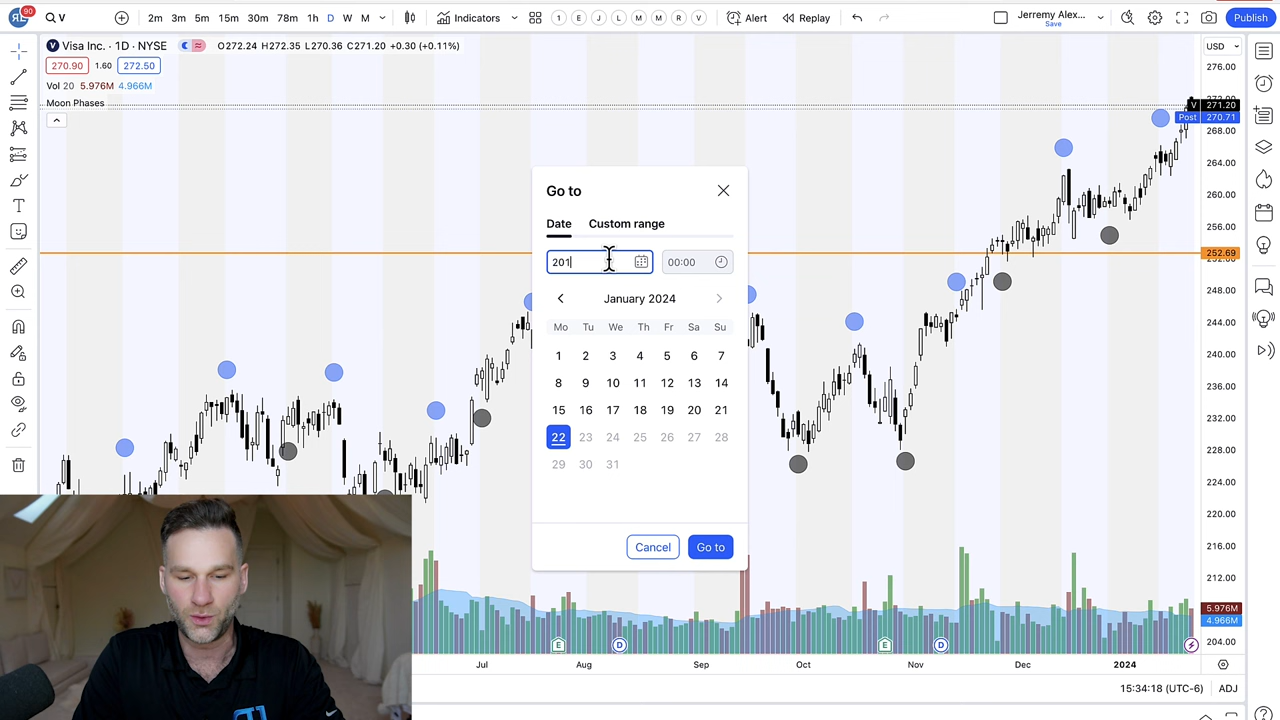 90
V
2m 3m 5m 15m 30m 78m 1h D W M
Indicators
1 E J L M M R V
Alert
Replay
Jerremy Alex...
Save
Publish
Visa Inc. · 1D · NYSE
O272.24 H272.35 L270.36 C271.20 +0.30 (+0.11%)
USD
270.90 1.60 272.50
Vol 20 5.976M 4.966M
Moon Phases
276.00
V 271.20
Post 270.71
268.00
264.00
260.00
256.00
252.69
248.00
244.00
240.00
236.00
232.00
228.00
224.00
220.00
216.00
212.00
5.976M
4.966M
204.00
Go to
Date Custom range
201 00:00
January 2024
Mo Tu We Th Fr Sa Su
1 2 3 4 5 6 7
8 9 10 11 12 13 14
15 16 17 18 19 20 21
22 23 24 25 26 27 28
29 30 31
Cancel Go to
E D E D
Jul Aug Sep Oct Nov Dec 2024
15:34:18 (UTC-6) ADJ